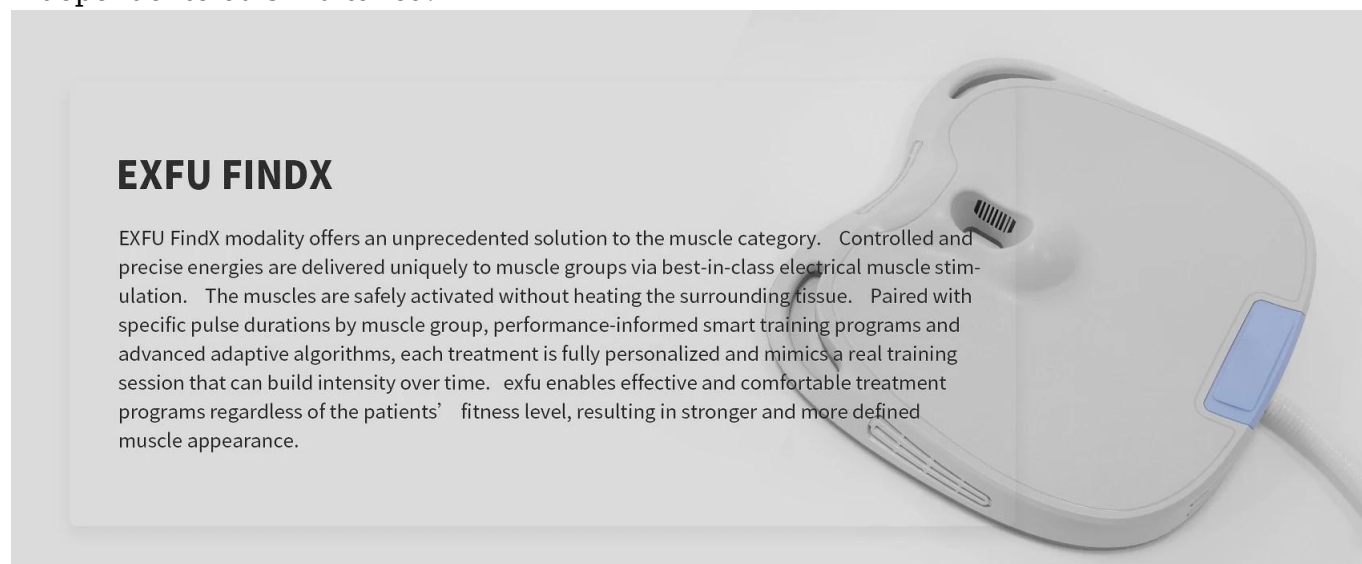 EXFU FINDX
EXFU FindX modality offers an unprecedented solution to the muscle category. Controlled and
precise energies are delivered uniquely to muscle groups via best-in-class electrical muscle stim-
ulation. The muscles are safely activated without heating the surrounding tissue. Paired with
specific pulse durations by muscle group, performance-informed smart training programs and
advanced adaptive algorithms, each treatment is fully personalized and mimics a real training
session that can build intensity over time. exfu enables effective and comfortable treatment
programs regardless of the patients’ fitness level, resulting in stronger and more defined
muscle appearance.